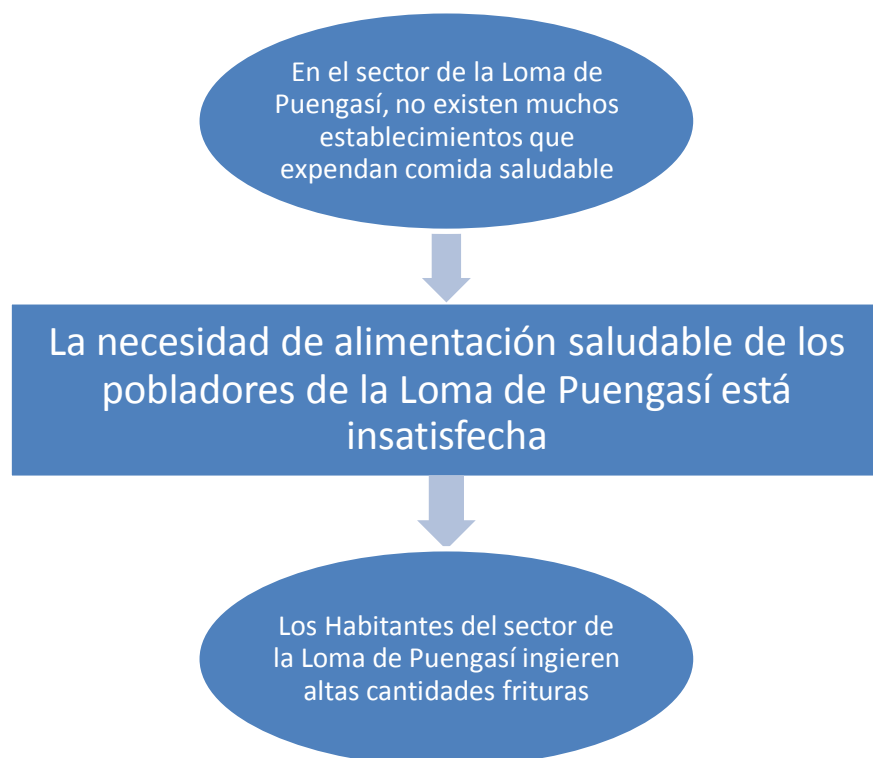 En el sector de la Loma de
Puengasí, no existen muchos
establecimientos que
expendan comida saludable
La necesidad de alimentación saludable de los
pobladores de la Loma de Puengasí está
insatisfecha
Los Habitantes del sector de
la Loma de Puengasí ingieren
altas cantidades frituras